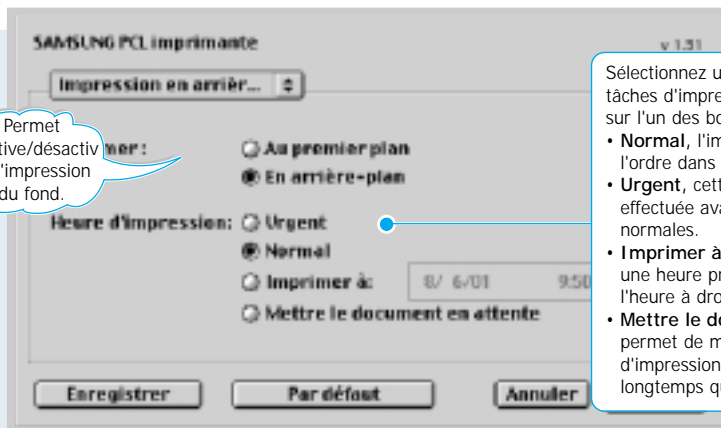 SAMSUNG PCL imprimante
v 1.31
Impression en arrièr...
Permet
tive/désactiv
'impression
du fond.
mer :
Au premier plan
En arrière-plan
Heure d'impression:
Urgent
Normal
Imprimer à:
8/ 6/01
9:50
Mettre le document en attente
Enregistrer
Par défaut
Annuler
Sélectionnez u
tâches d'impre
sur l'un des bo
• Normal, l'im
l'ordre dans
• Urgent, cett
effectuée ava
normales.
• Imprimer à
une heure pr
l'heure à dro
• Mettre le do
permet de m
d'impression
longtemps qu